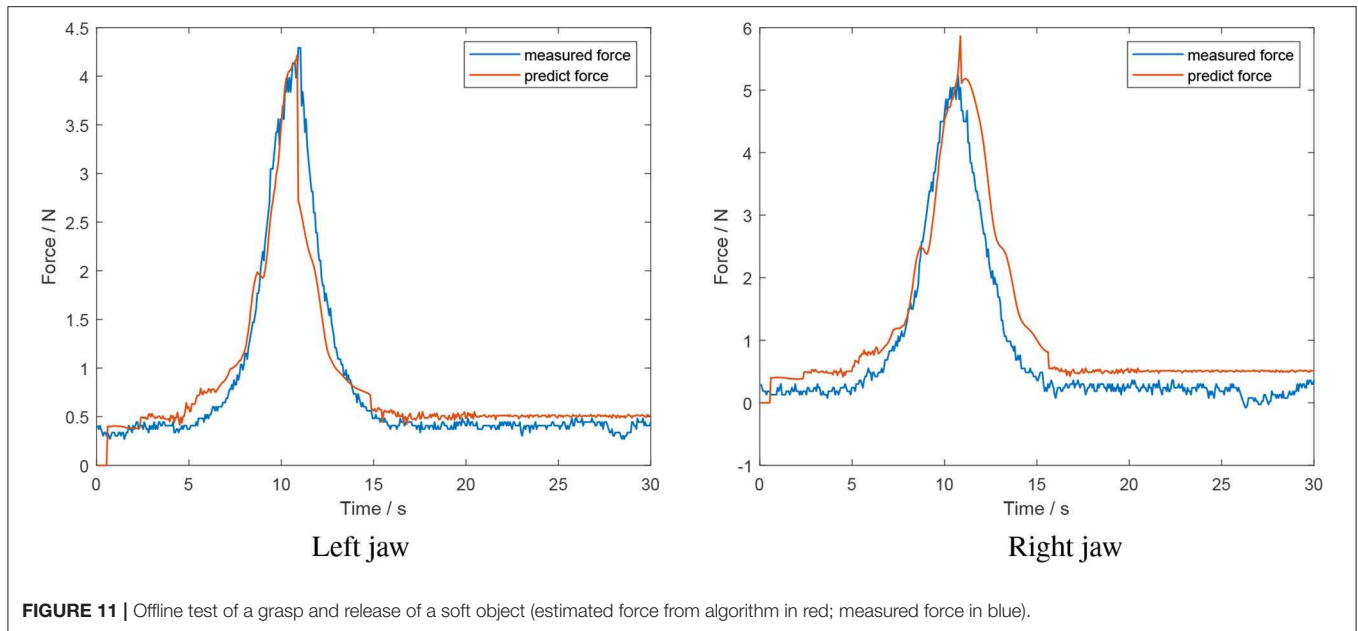 4.5
4
3.5
3
2.5
2
1.5
1
0.5
0
Force / N
measured force
predict force
0 5 10 15 20 25 30
Time / s
Left jaw
6
5
4
3
2
1
0
-1
Force / N
measured force
predict force
0 5 10 15 20 25 30
Time / s
Right jaw
FIGURE 11 | Offline test of a grasp and release of a soft object (estimated force from algorithm in red; measured force in blue).